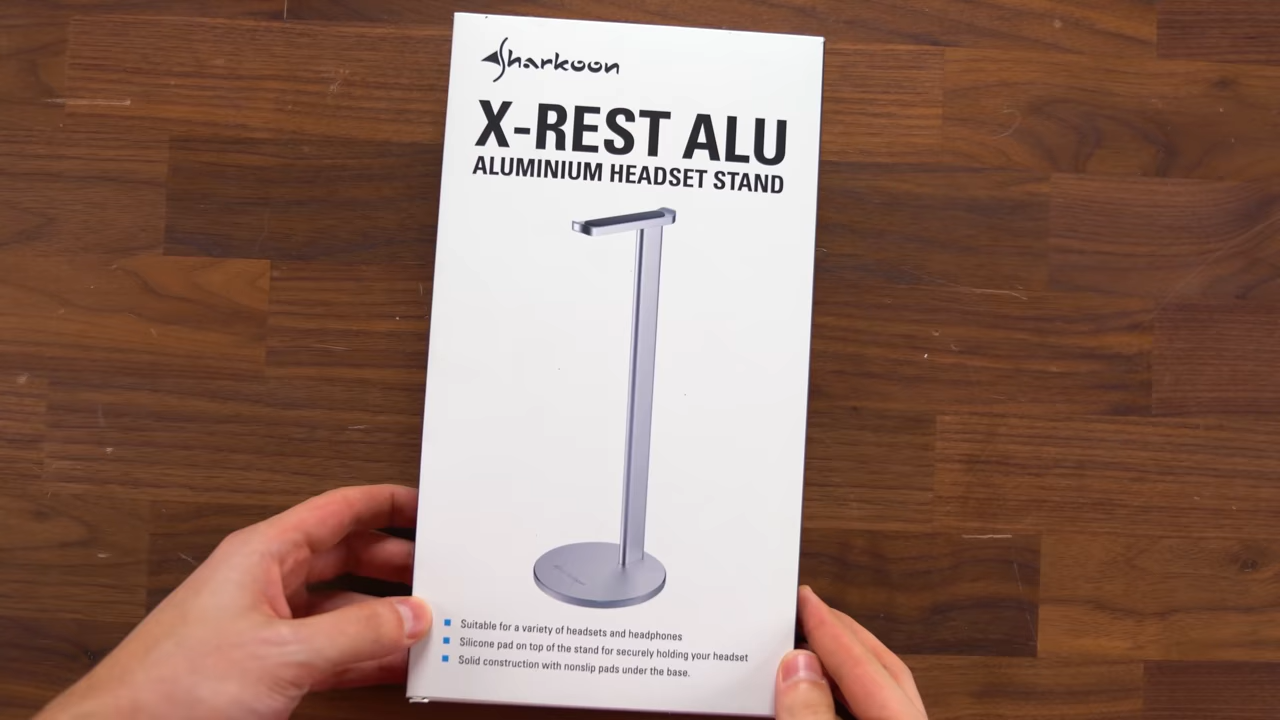 Sharkoon
X-REST ALU
ALUMINIUM HEADSET STAND
Suitable for a variety of headsets and headphones
Silicone pad on top of the stand for securely holding your headset
Solid construction with nonslip pads under the base.